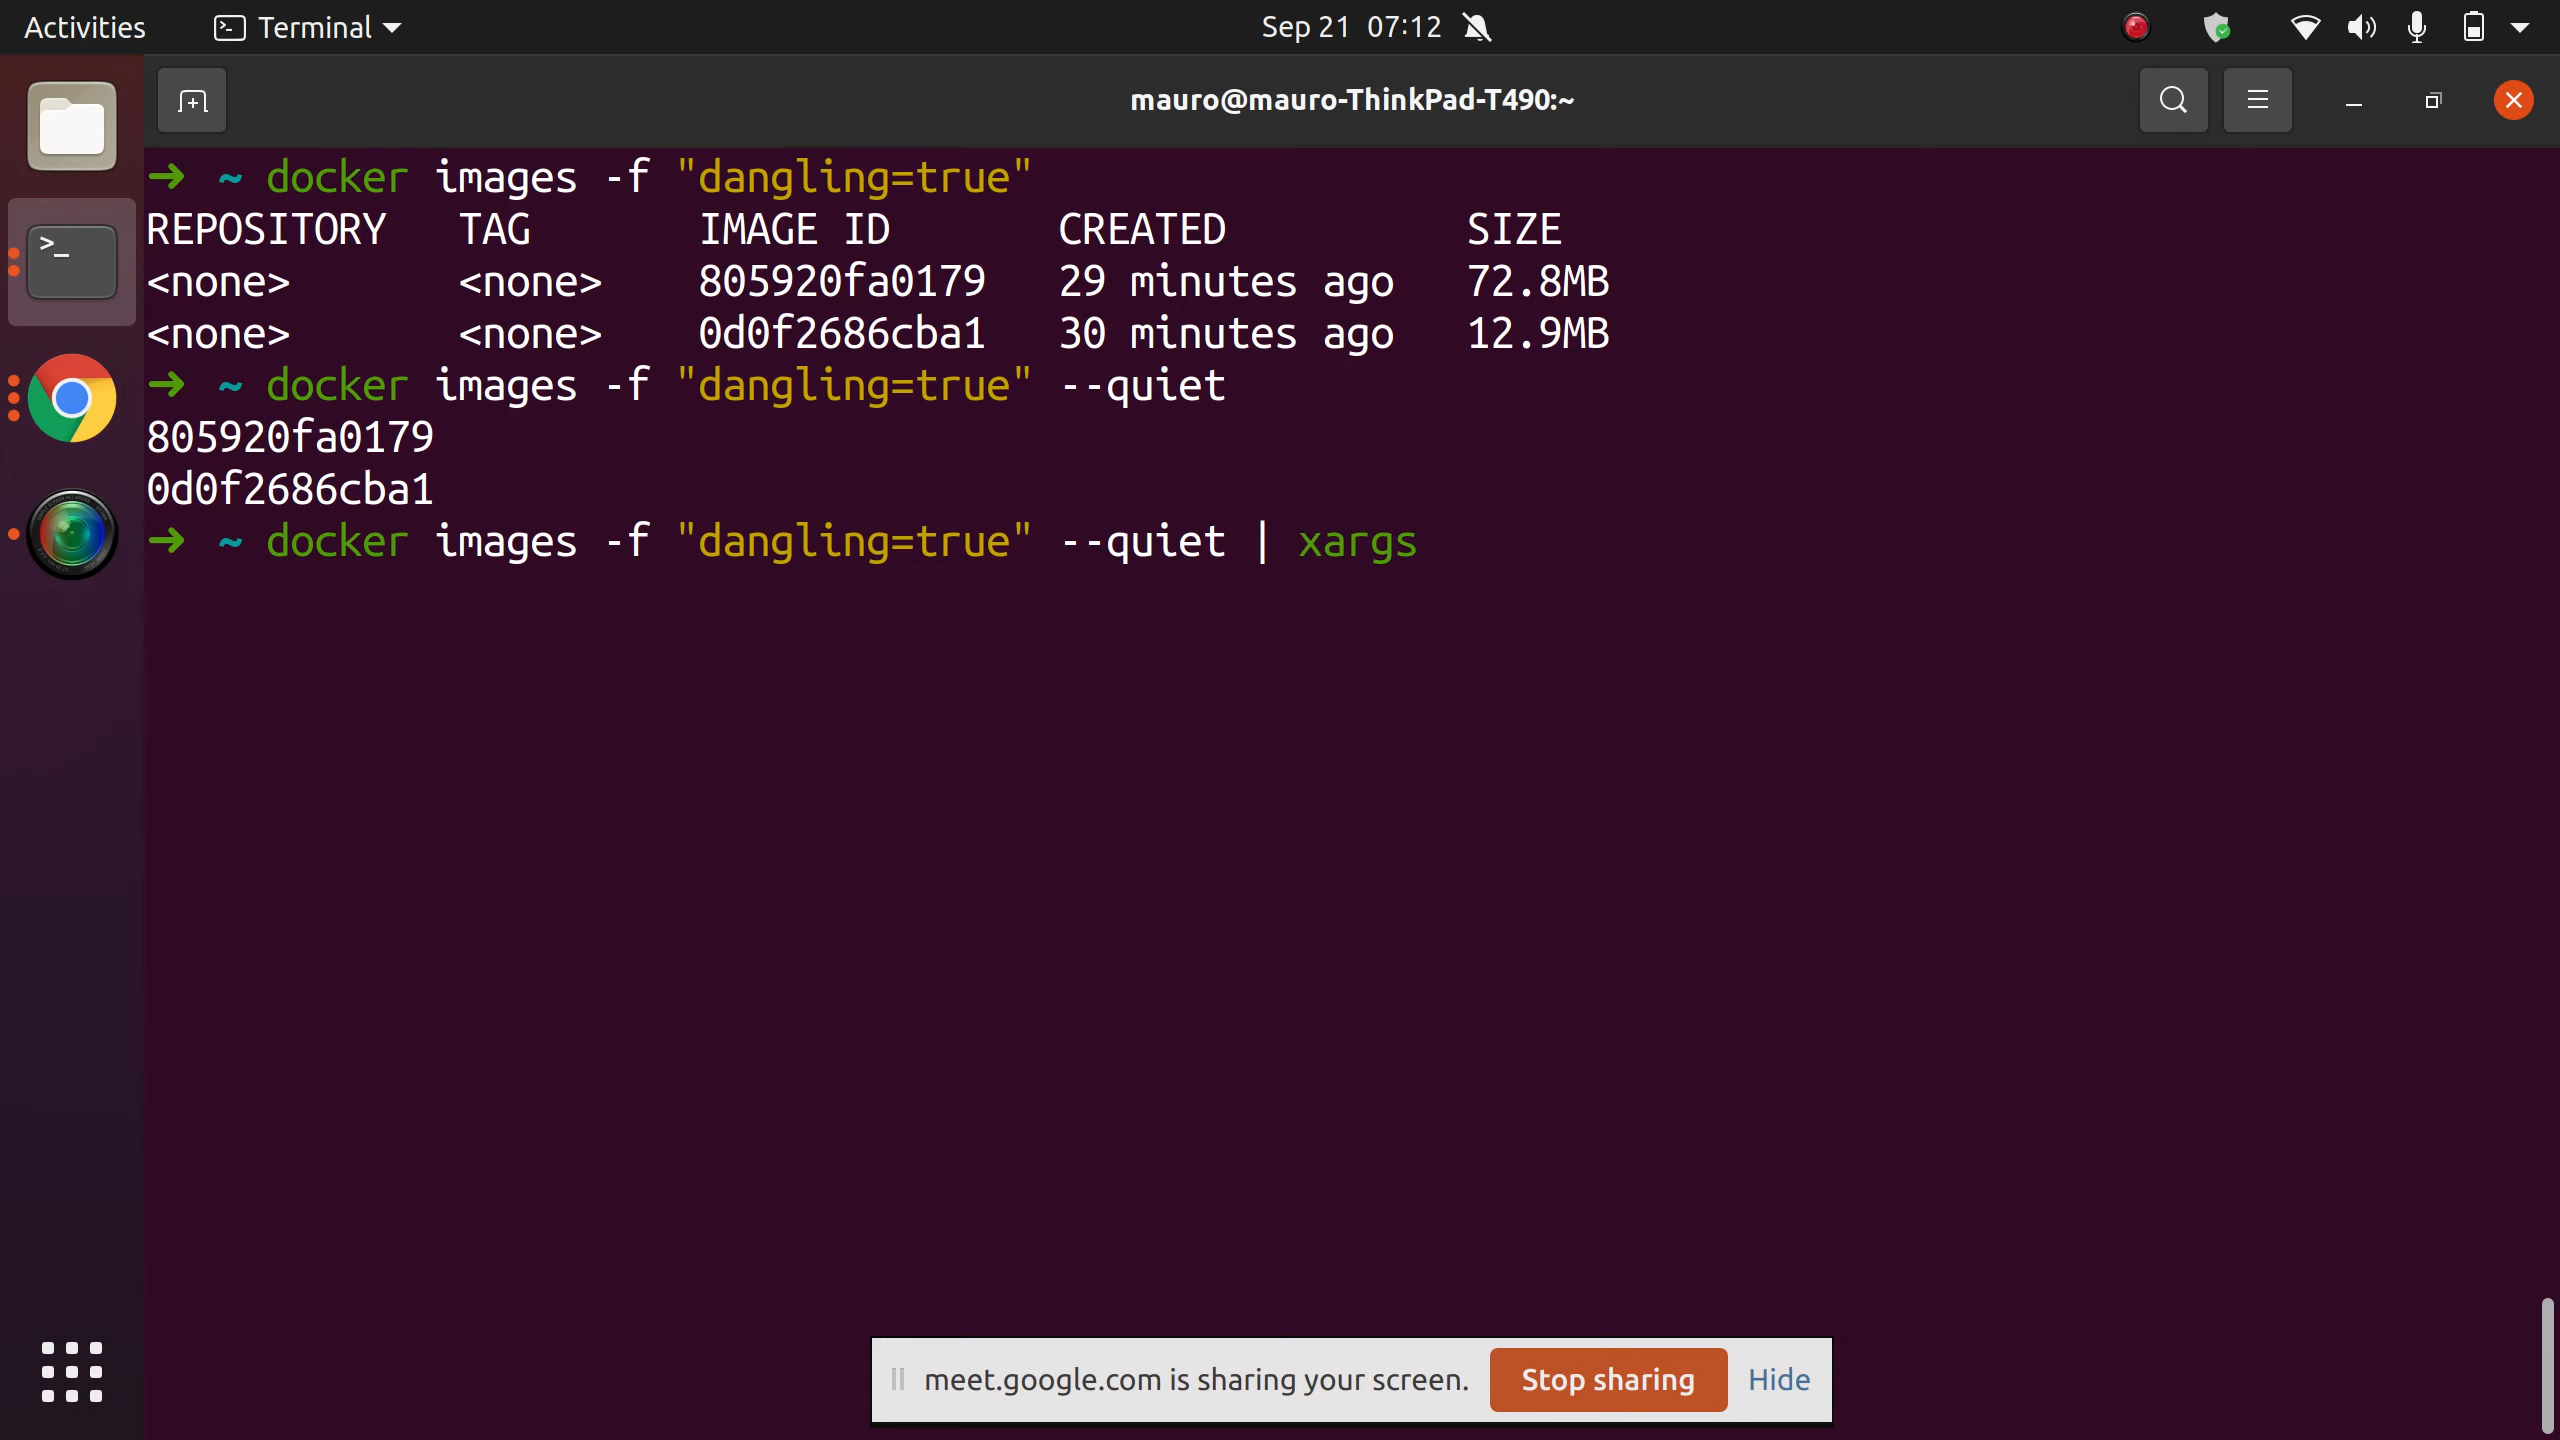 Activities Terminal Sep 21 07:12
mauro@mauro-ThinkPad-T490:~
➜ ~ docker images -f "dangling=true"
REPOSITORY TAG IMAGE ID CREATED SIZE
<none> <none> 805920fa0179 29 minutes ago 72.8MB
<none> <none> 0d0f2686cba1 30 minutes ago 12.9MB
➜ ~ docker images -f "dangling=true" --quiet
805920fa0179
0d0f2686cba1
➜ ~ docker images -f "dangling=true" --quiet | xargs
meet.google.com is sharing your screen. Stop sharing Hide